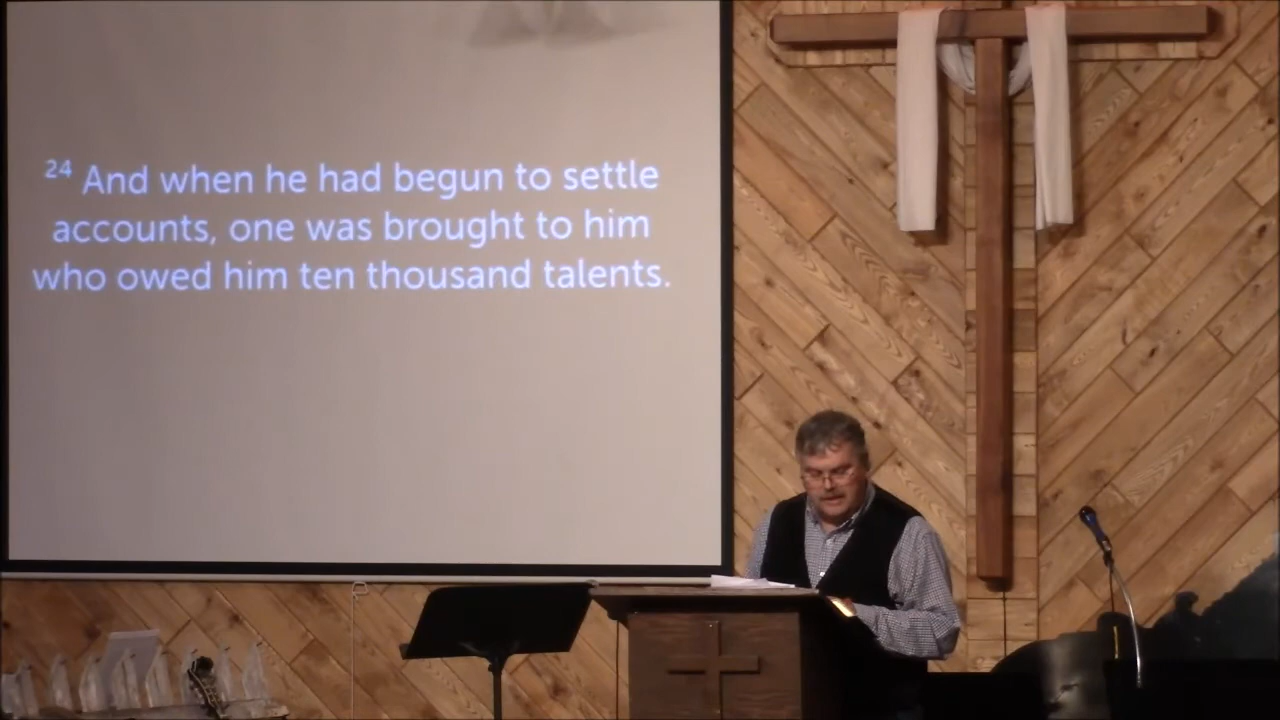 24 And when he had begun to settle
accounts, one was brought to him
who owed him ten thousand talents.